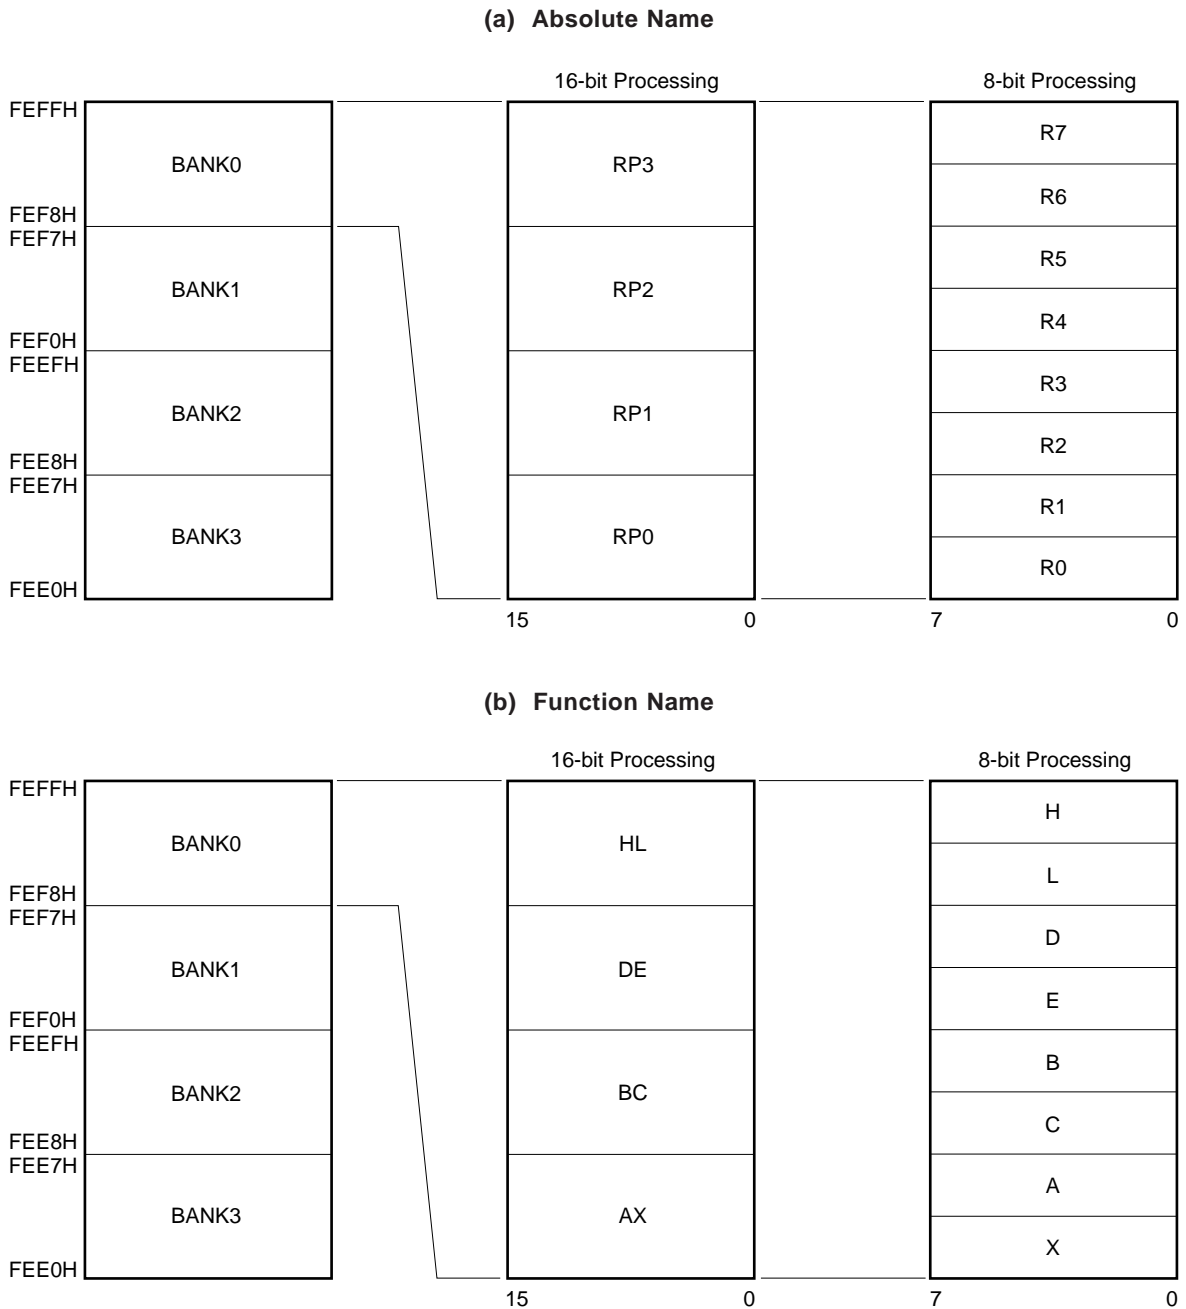 (a) Absolute Name
16-bit Processing
8-bit Processing
FEFFH
BANK0
RP3
R7
R6
FEF8H
FEF7H
BANK1
RP2
R5
R4
FEF0H
FEEFH
BANK2
RP1
R3
R2
FEE8H
FEE7H
BANK3
RP0
R1
R0
FEE0H
15 0 7 0
(b) Function Name
16-bit Processing
8-bit Processing
FEFFH
BANK0
HL
H
L
FEF8H
FEF7H
BANK1
DE
D
E
FEF0H
FEEFH
BANK2
BC
B
C
FEE8H
FEE7H
BANK3
AX
A
X
FEE0H
15 0 7 0